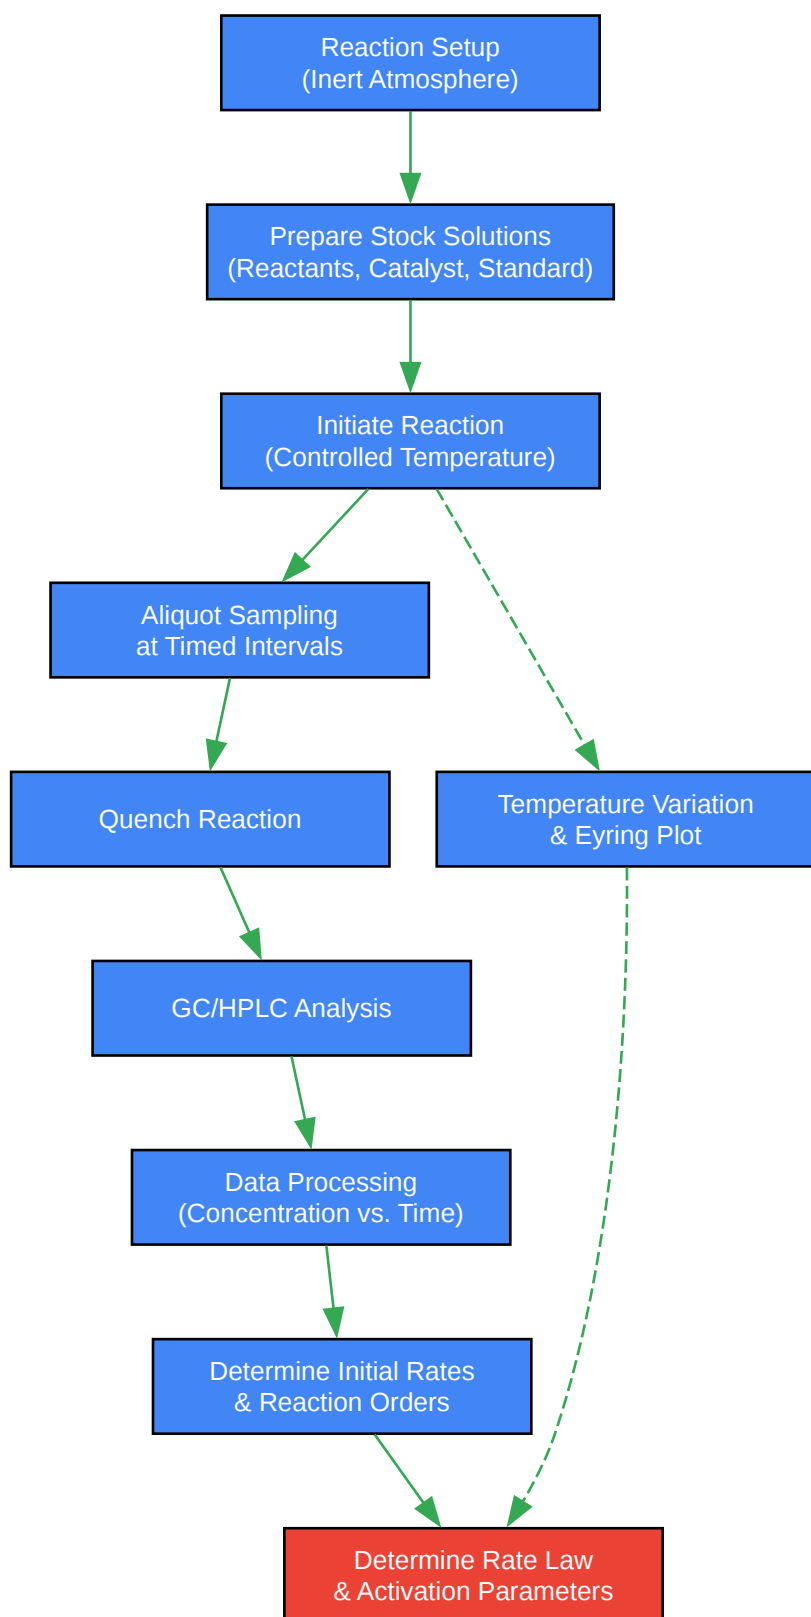 Reaction Setup
(Inert Atmosphere)
Prepare Stock Solutions
(Reactants, Catalyst, Standard)
Initiate Reaction
(Controlled Temperature)
Aliquot Sampling
at Timed Intervals
Quench Reaction
Temperature Variation
& Eyring Plot
GC/HPLC Analysis
Data Processing
(Concentration vs. Time)
Determine Initial Rates
& Reaction Orders
Determine Rate Law
& Activation Parameters